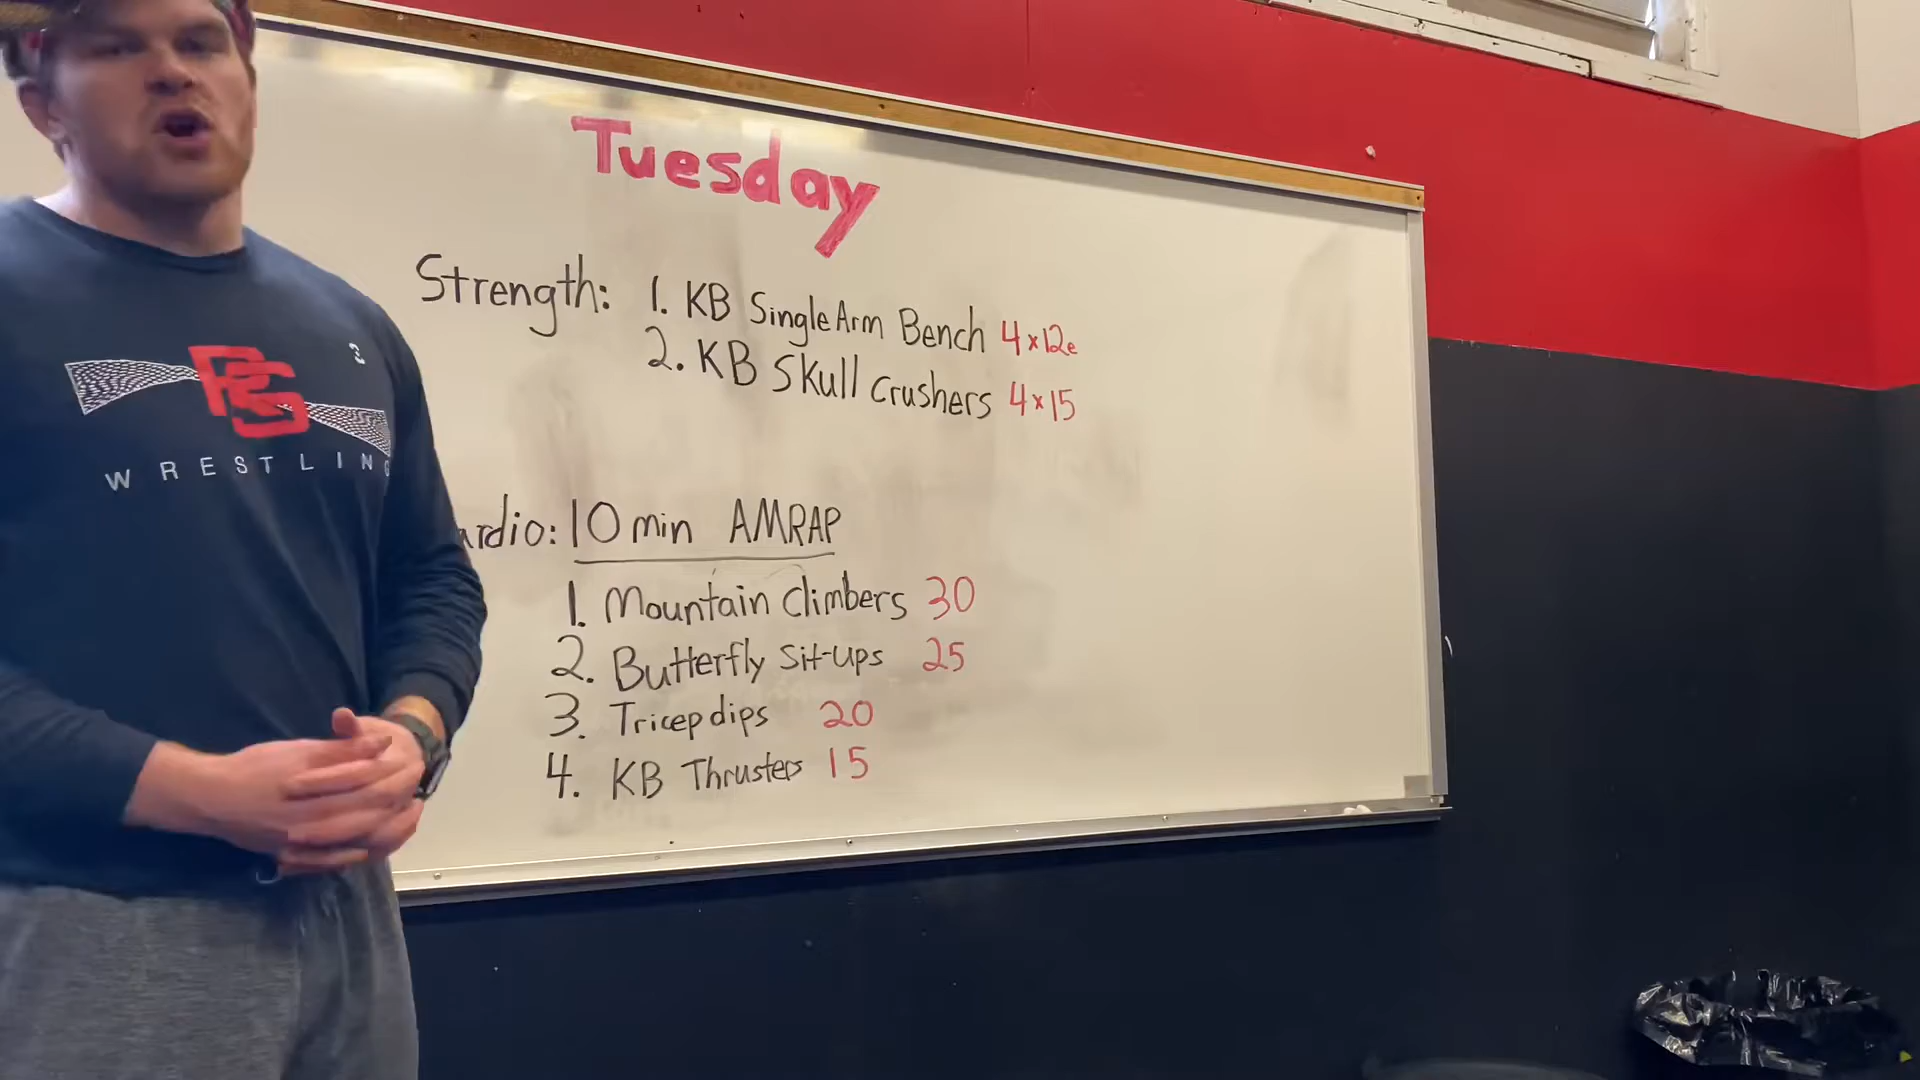 Tuesday
Strength: 1. KB Single Arm Bench 4x12e
2. KB Skull Crushers 4x15
ardio: 10 min AMRAP
1. Mountain Climbers 30
2. Butterfly Sit-ups 25
3. Tricep dips 20
4. KB Thrusters 15
WRESTLING